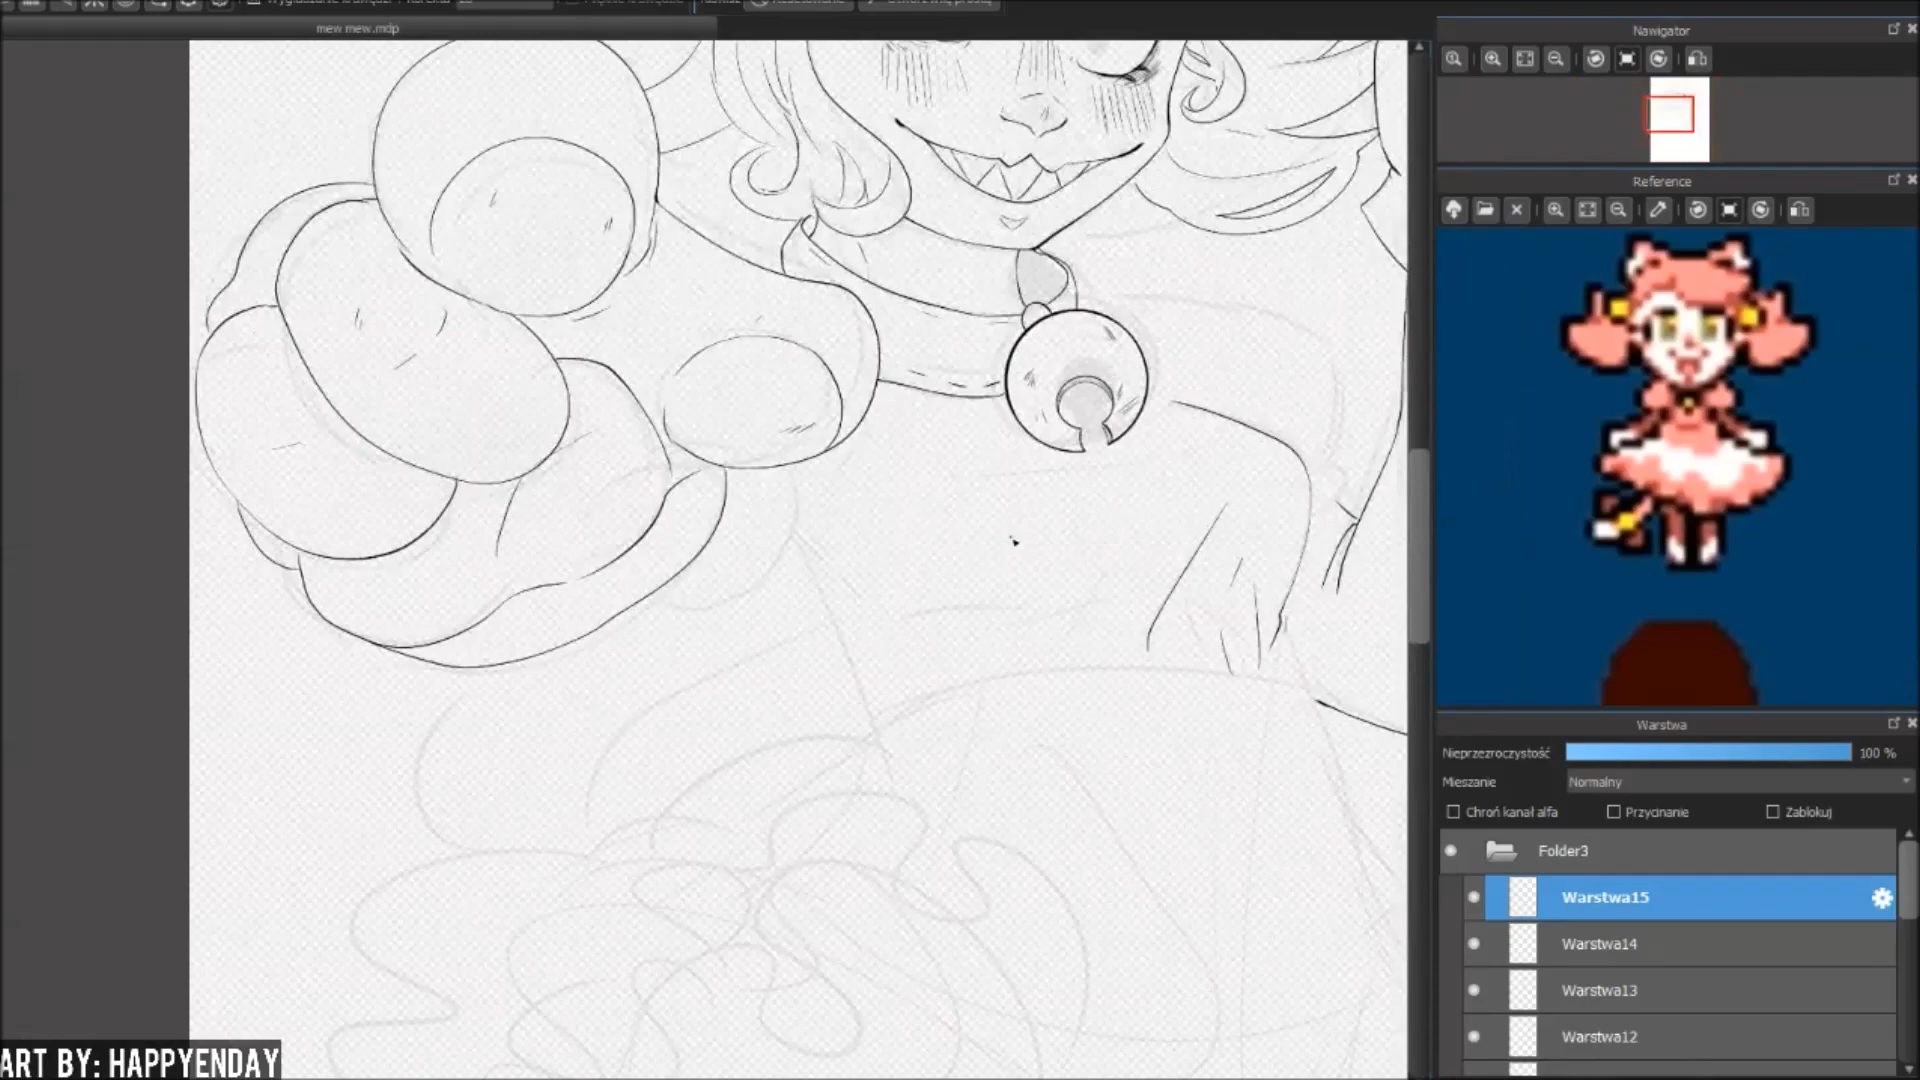 mew mew.mdp
Nawigator
Reference
Warstwa
Nieprzezroczystość 100 %
Mieszanie Normalny
Chroń kanał alfa Przycinanie Zablokuj
Folder3
Warstwa15
Warstwa14
Warstwa13
Warstwa12
ART BY: HAPPYENDAY